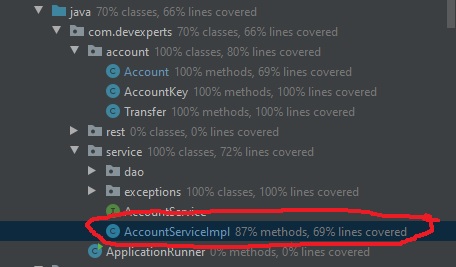 java 70% classes, 66% lines covered
com.devexperts 70% classes, 66% lines covered
account 100% classes, 80% lines covered
Account 100% methods, 69% lines covered
AccountKey 100% methods, 100% lines covered
Transfer 100% methods, 100% lines covered
rest 0% classes, 0% lines covered
service 100% classes, 72% lines covered
dao
exceptions 100% classes, 100% lines covered
AccountService
AccountServiceImpl 87% methods, 69% lines covered
ApplicationRunner 0% methods, 0% lines covered